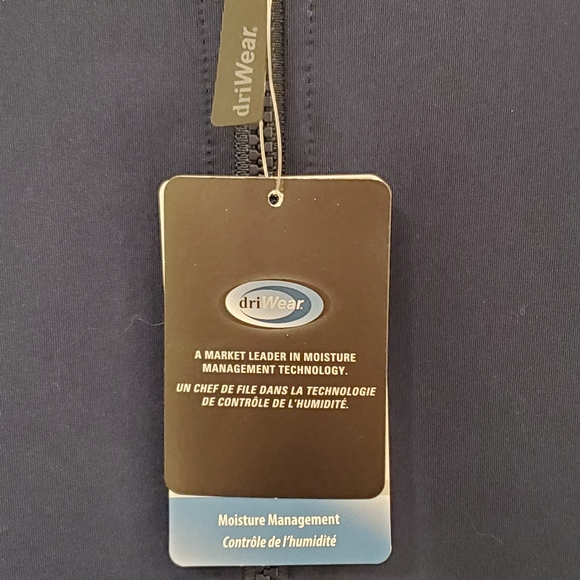 driWear.
driWear.
A MARKET LEADER IN MOISTURE
MANAGEMENT TECHNOLOGY.
UN CHEF DE FILE DANS LA TECHNOLOGIE
DE CONTRÔLE DE L'HUMIDITÉ.
Moisture Management
Contrôle de l'humidité